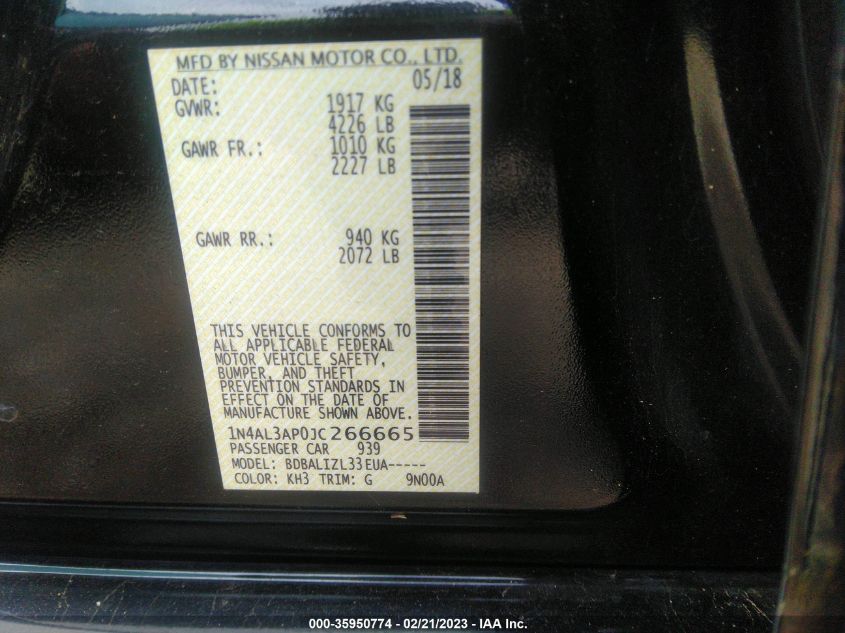 MFD BY NISSAN MOTOR CO., LTD.
DATE: 05/18
GVWR: 1917 KG
4226 LB
GAWR FR.: 1010 KG
2227 LB
GAWR RR.: 940 KG
2072 LB
THIS VEHICLE CONFORMS TO
ALL APPLICABLE FEDERAL
MOTOR VEHICLE SAFETY,
BUMPER, AND THEFT
PREVENTION STANDARDS IN
EFFECT ON THE DATE OF
MANUFACTURE SHOWN ABOVE.
1N4AL3AP0JC266665
PASSENGER CAR 939
MODEL: BDBALIZL33EUA-----
COLOR: KH3 TRIM: G 9N00A
000-35950774 - 02/21/2023 - IAA Inc.